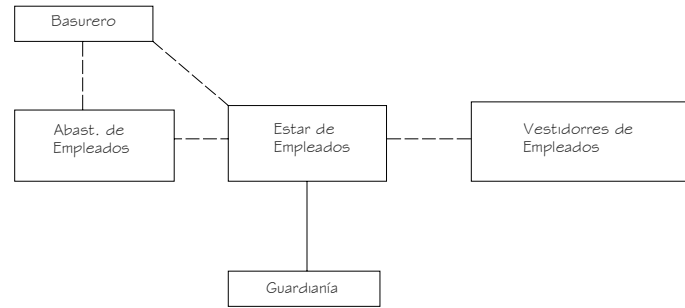 Basurero
Abast. de
Empleados
Estar de
Empleados
Vestidorres de
Empleados
Guardianía